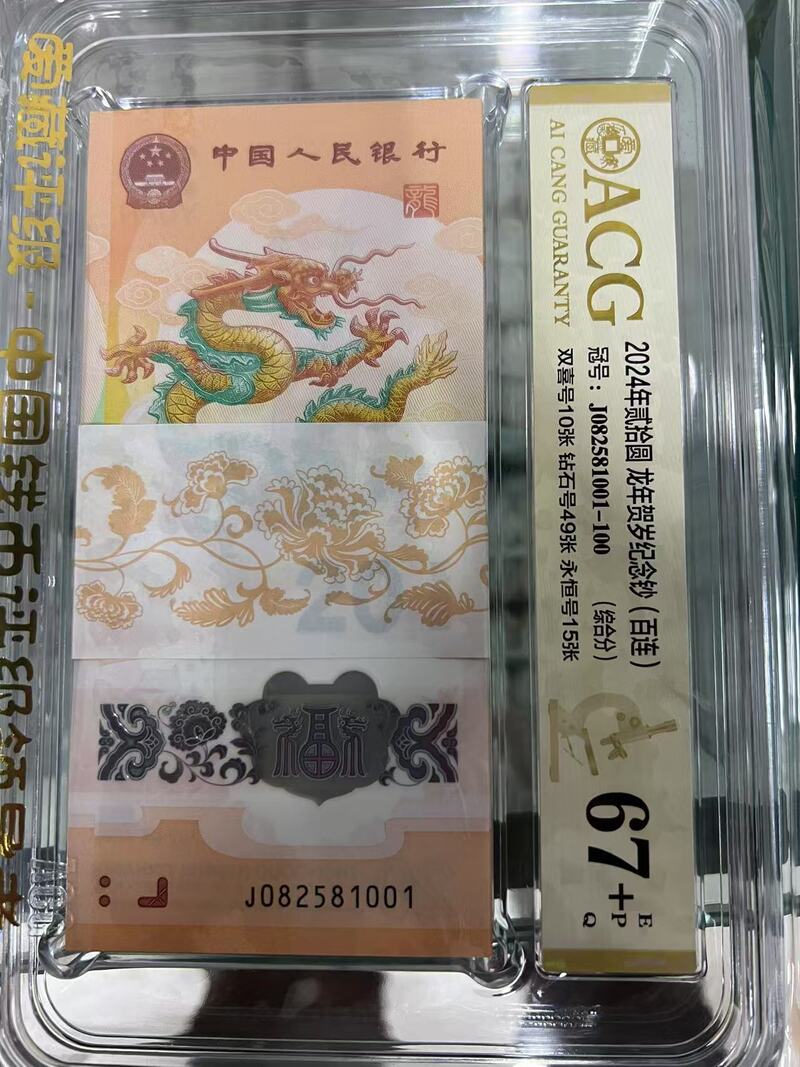 爱藏评级-中国钱币评级领导者
中国人民银行
龍
福
J082581001
ACG
AI CANG GUARANTY
2024年贰拾圆 龙年贺岁纪念钞（百连）
冠号：J082581001-100 （综合分）
双喜号10张 钻石号49张 永恒号15张
67+
E
P
Q